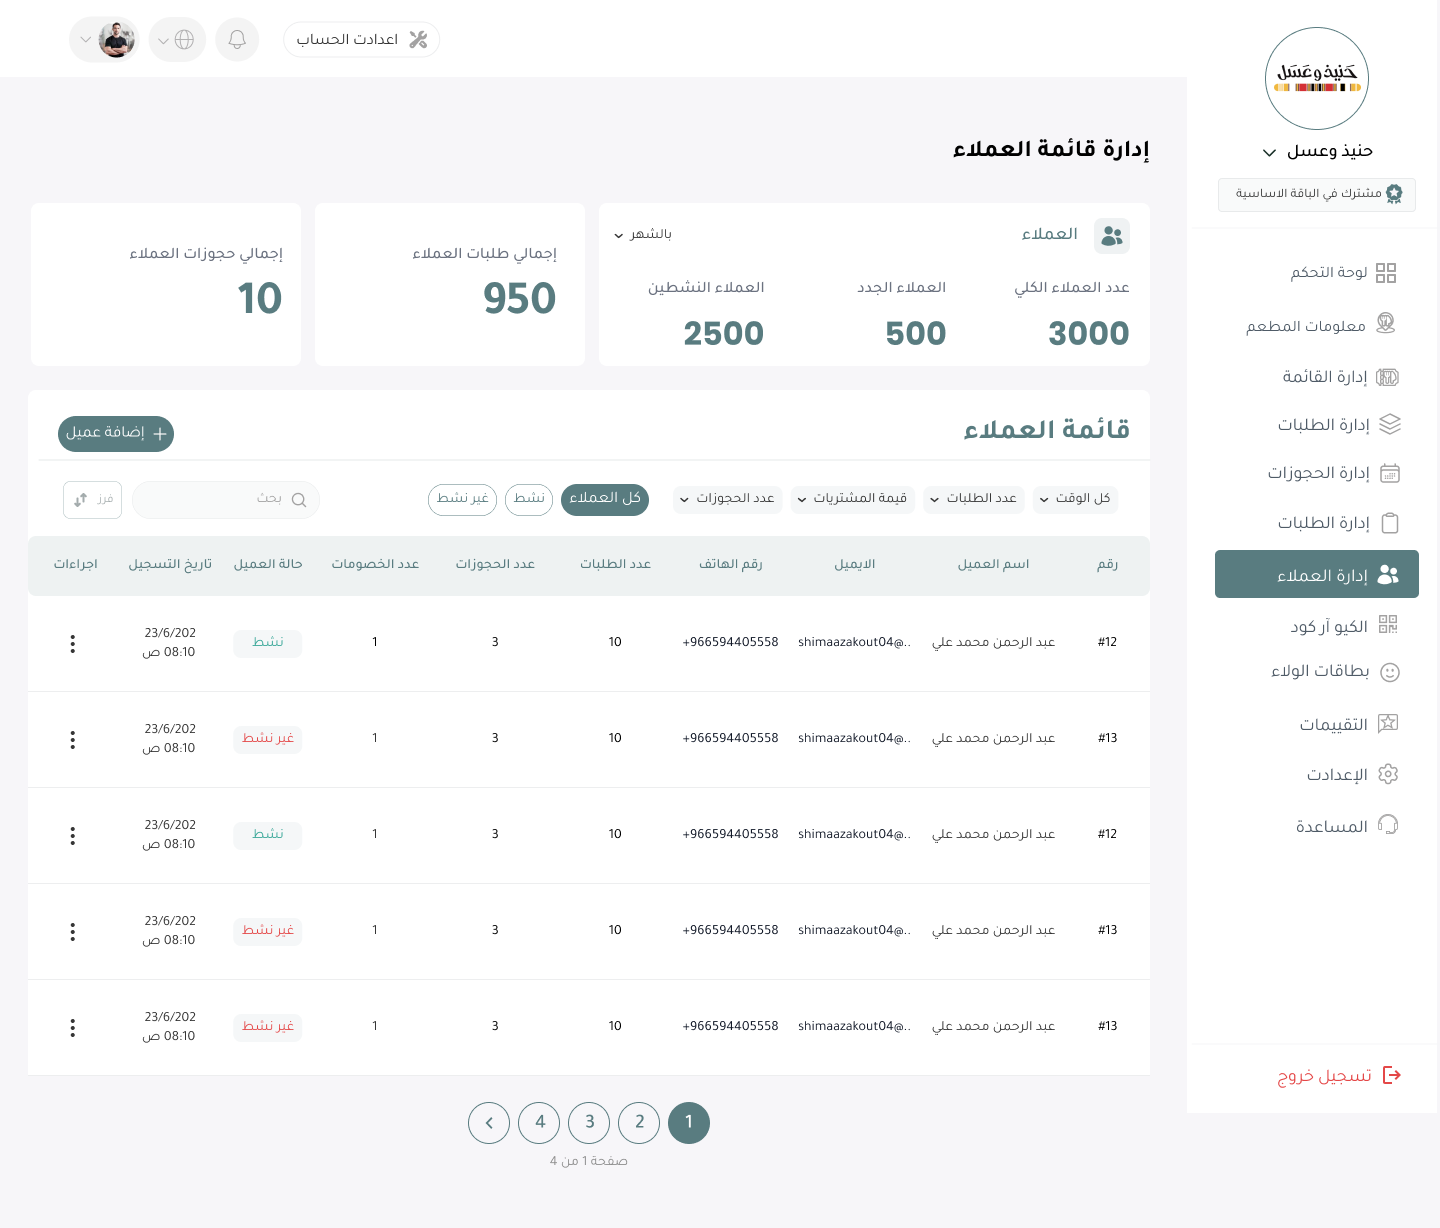 اعدادت الحساب
حَنيذ وعَسَل
حنيذ وعسل
مشترك في الباقة الاساسية
لوحة التحكم
معلومات المطعم
إدارة القائمة
إدارة الطلبات
إدارة الحجوزات
إدارة الطلبات
إدارة العملاء
الكيو آر كود
بطاقات الولاء
التقييمات
الإعدادت
المساعدة
تسجيل خروج
إدارة قائمة العملاء
العملاء
بالشهر
عدد العملاء الكلي
العملاء الجدد
العملاء النشطين
3000
500
2500
إجمالي طلبات العملاء
950
إجمالي حجوزات العملاء
10
قائمة العملاء
إضافة عميل
كل الوقت
عدد الطلبات
قيمة المشتريات
عدد الحجوزات
كل العملاء
نشط
غير نشط
بحث
فرز
رقم اسم العميل الايميل رقم الهاتف عدد الطلبات عدد الحجوزات عدد الخصومات حالة العميل تاريخ التسجيل اجراءات
#12 عبد الرحمن محمد علي shimaazakout04@.. +966594405558 10 3 1 نشط 23/6/202
08:10 ص
#13 عبد الرحمن محمد علي shimaazakout04@.. +966594405558 10 3 1 غير نشط 23/6/202
08:10 ص
#12 عبد الرحمن محمد علي shimaazakout04@.. +966594405558 10 3 1 نشط 23/6/202
08:10 ص
#13 عبد الرحمن محمد علي shimaazakout04@.. +966594405558 10 3 1 غير نشط 23/6/202
08:10 ص
#13 عبد الرحمن محمد علي shimaazakout04@.. +966594405558 10 3 1 غير نشط 23/6/202
08:10 ص
1 2 3 4
صفحة 1 من 4